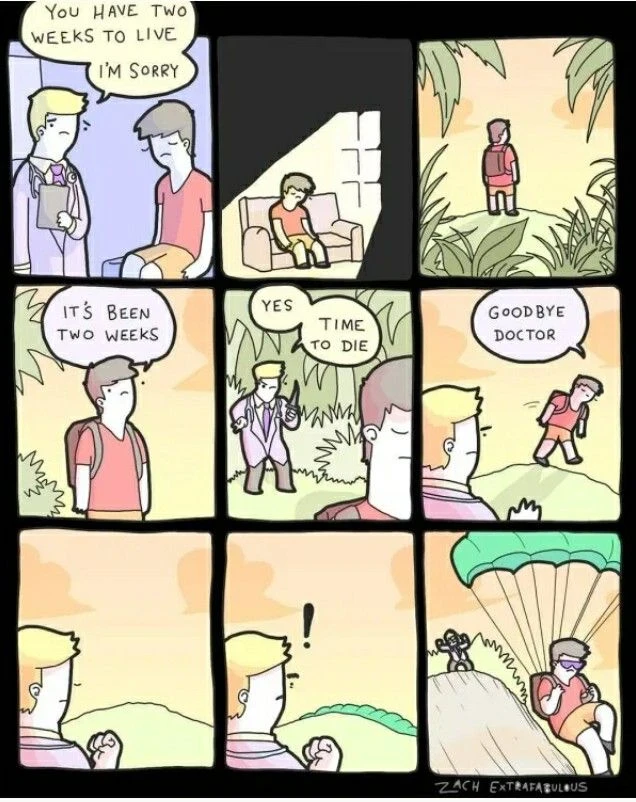 YOU HAVE TWO
WEEKS TO LIVE
I'M SORRY
IT'S BEEN
TWO WEEKS
YES
TIME
TO DIE
GOODBYE
DOCTOR
!
ZACH EXTRAFABULOUS